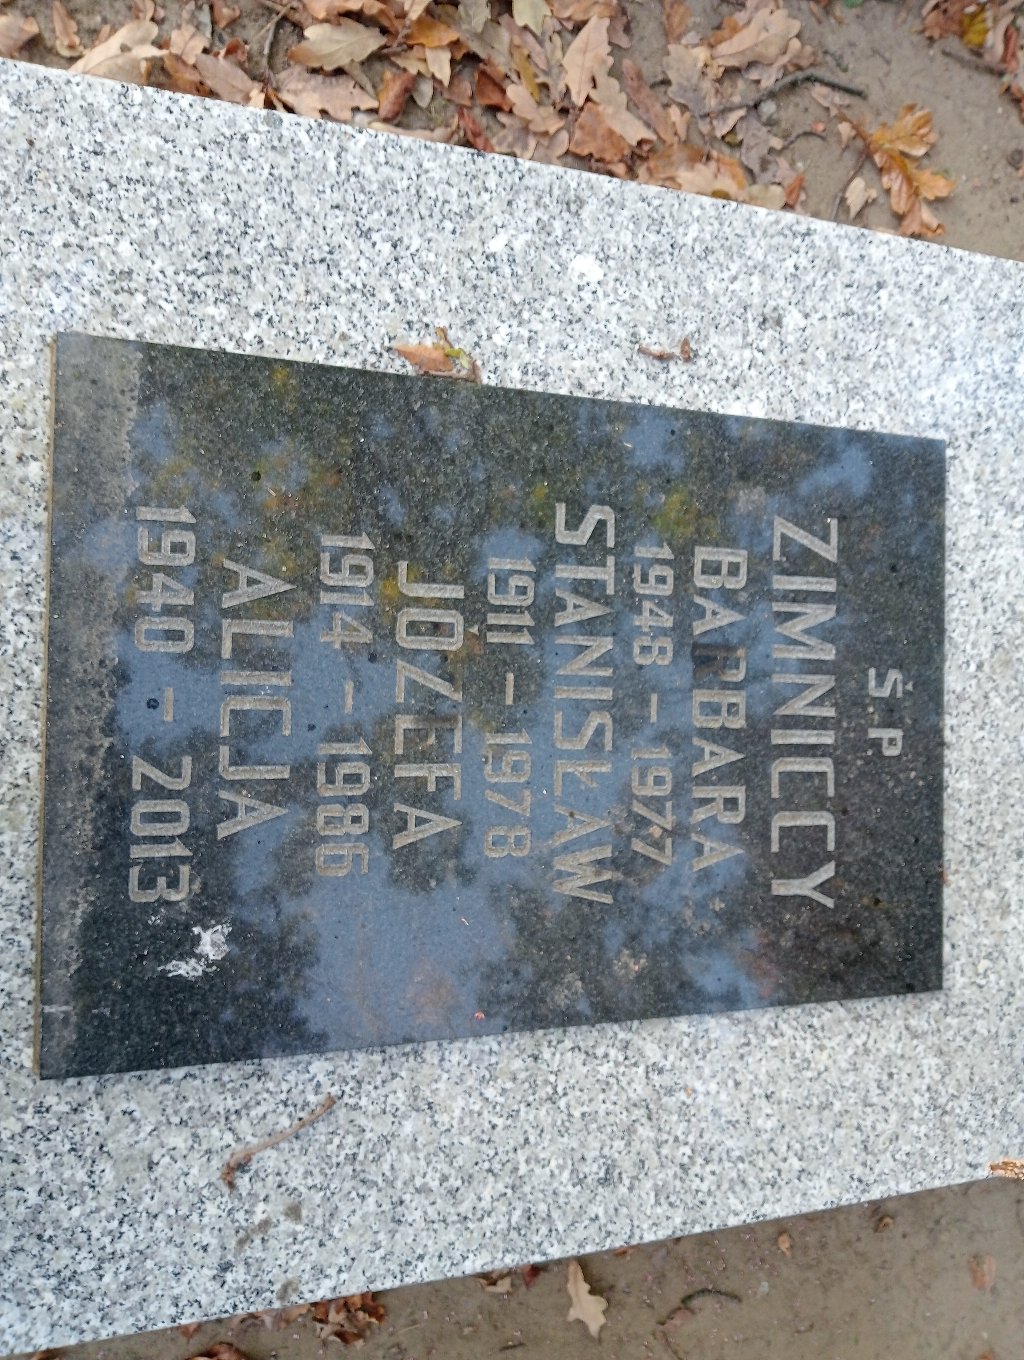 Ś.P.
ZIMNICCY
BARBARA
1948 - 1977
STANISŁAW
1911 - 1978
JÓZEFA
1914 - 1986
ALICJA
1940 - 2013